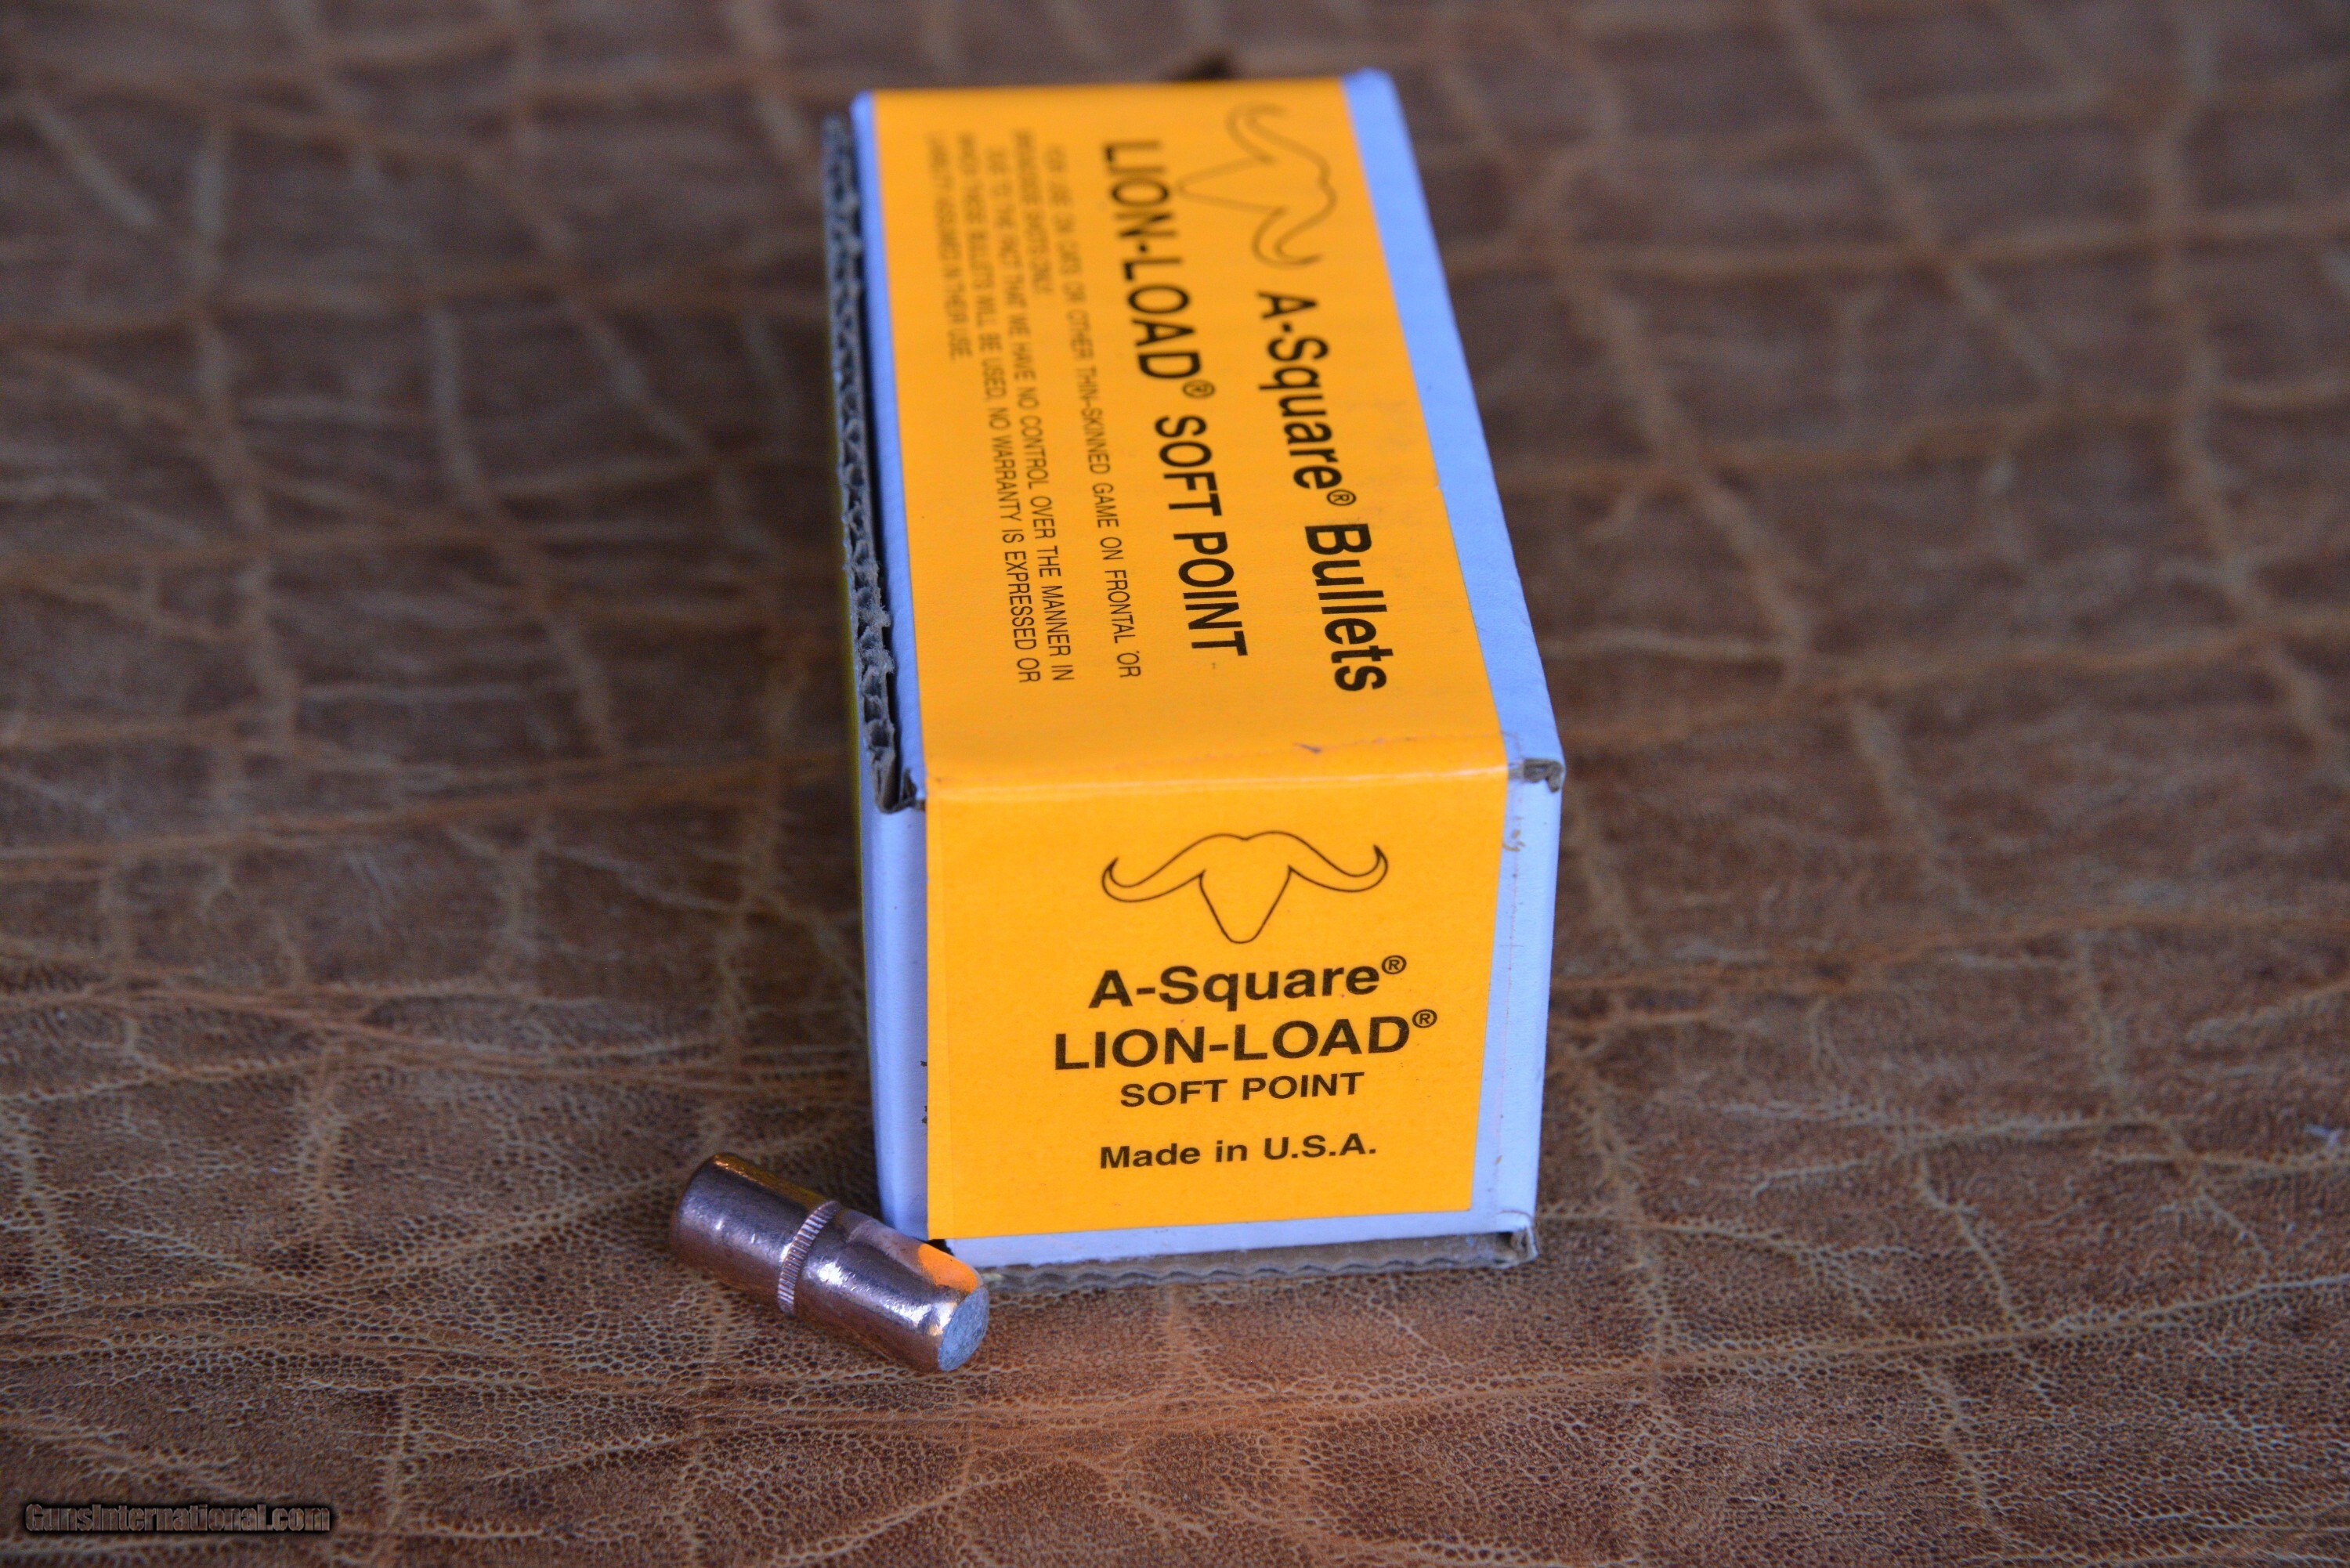 A-Square® Bullets
LION-LOAD® SOFT POINT
FOR USE ON CATS OR OTHER THIN-SKINNED GAME ON FRONTAL OR
BROADSIDE SHOTS ONLY.
DUE TO THE FACT THAT WE HAVE NO CONTROL OVER THE MANNER IN
WHICH THESE BULLETS WILL BE USED, NO WARRANTY IS EXPRESSED OR
LIABILITY ASSUMED IN THEIR USE.
A-Square®
LION-LOAD®
SOFT POINT
Made in U.S.A.
GunsInternational.com